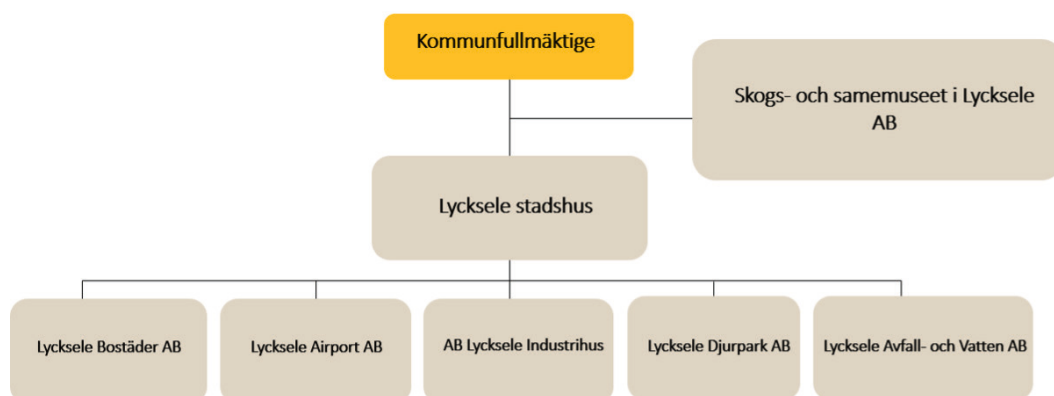 Kommunfullmäktige
Skogs- och samemuseet i Lycksele
AB
Lycksele stadshus
Lycksele Bostäder AB
Lycksele Airport AB
AB Lycksele Industrihus
Lycksele Djurpark AB
Lycksele Avfall- och Vatten AB